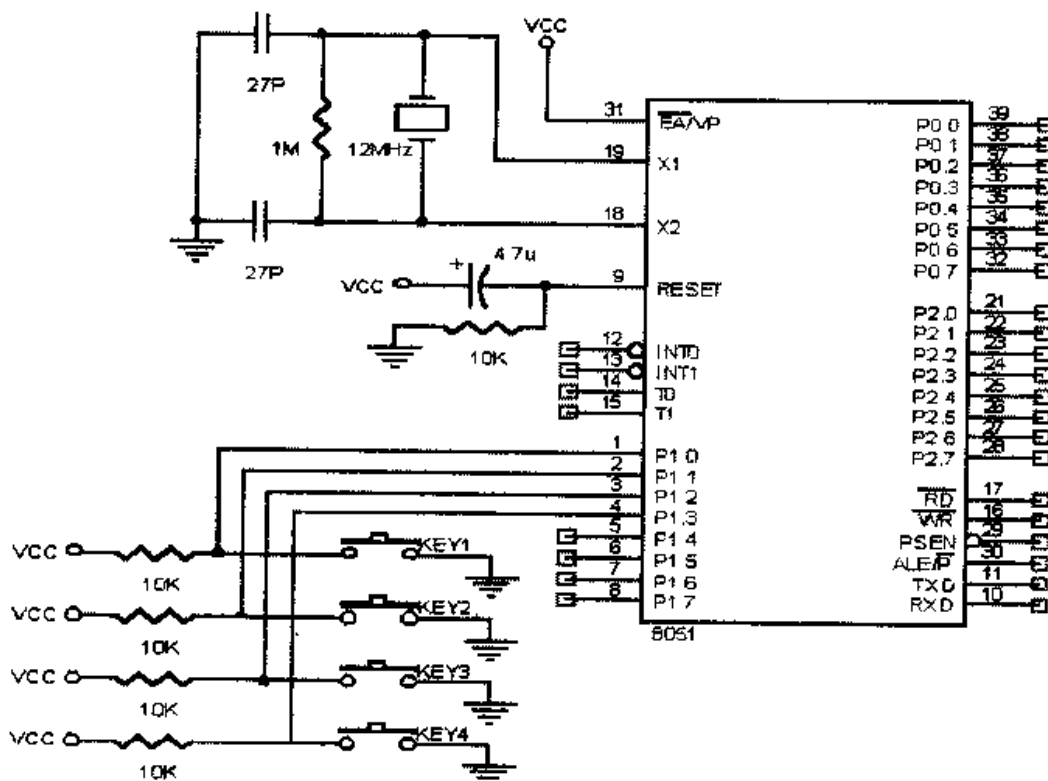 27P
1M
12MHz
27P
VCC
31
EA/VP
19
X1
18
X2
VCC
+
4.7u
9
RESET
10K
12
INT0
13
INT1
14
T0
15
T1
1
P1.0
2
P1.1
3
P1.2
4
P1.3
5
P1.4
6
P1.5
7
P1.6
8
P1.7
8051
P0.0
39
P0.1
38
P0.2
37
P0.3
36
P0.4
35
P0.5
34
P0.6
33
P0.7
32
P2.0
21
P2.1
22
P2.2
23
P2.3
24
P2.4
25
P2.5
26
P2.6
27
P2.7
28
RD
17
WR
16
PSEN
29
ALE/P
30
TXD
11
RXD
10
VCC
10K
KEY1
VCC
10K
KEY2
VCC
10K
KEY3
VCC
10K
KEY4